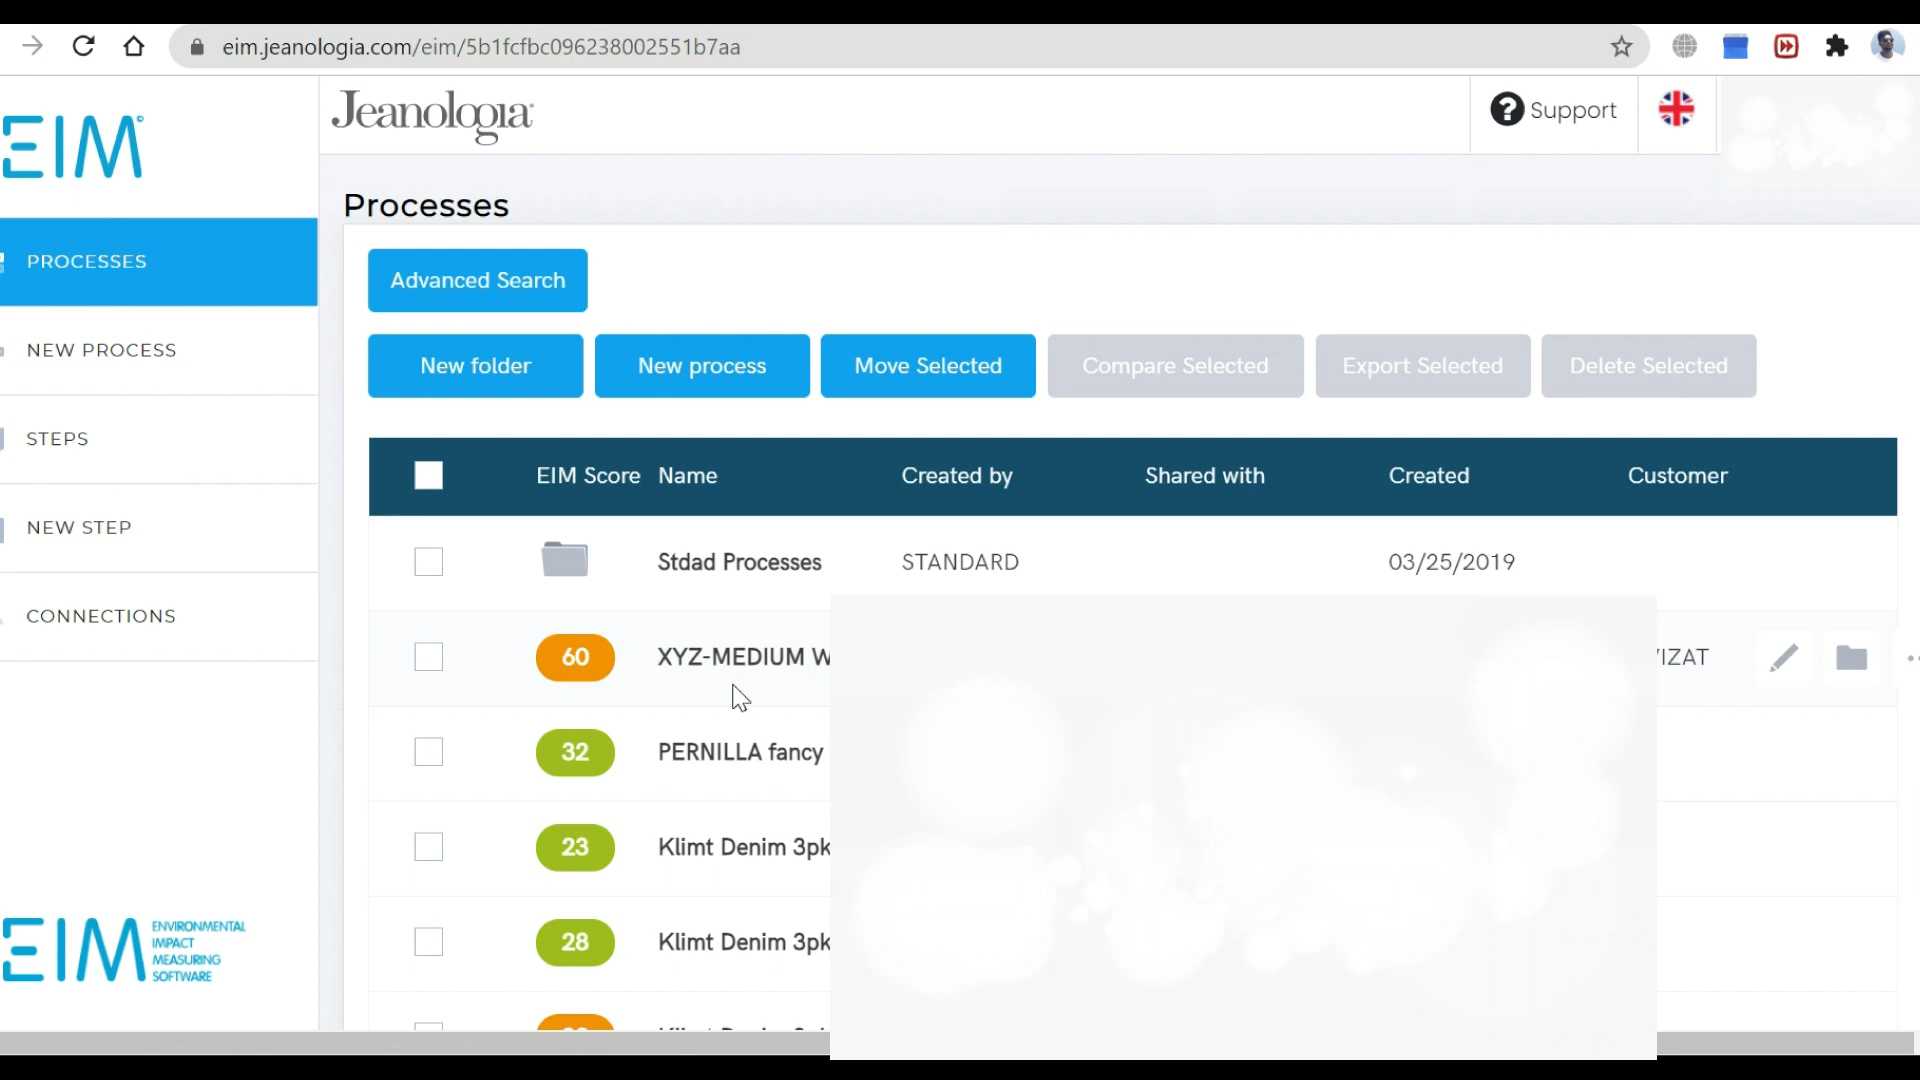 eim.jeanologia.com/eim/5b1fcfbc096238002551b7aa
EIM
Jeanologia
Support
Processes
PROCESSES
NEW PROCESS
STEPS
NEW STEP
CONNECTIONS
Advanced Search
New folder New process Move Selected Compare Selected Export Selected Delete Selected
EIM Score Name Created by Shared with Created Customer
Stdad Processes STANDARD 03/25/2019
60 XYZ-MEDIUM W
32 PERNILLA fancy
23 Klimt Denim 3pk
28 Klimt Denim 3pk
EIM ENVIRONMENTAL
IMPACT
MEASURING
SOFTWARE